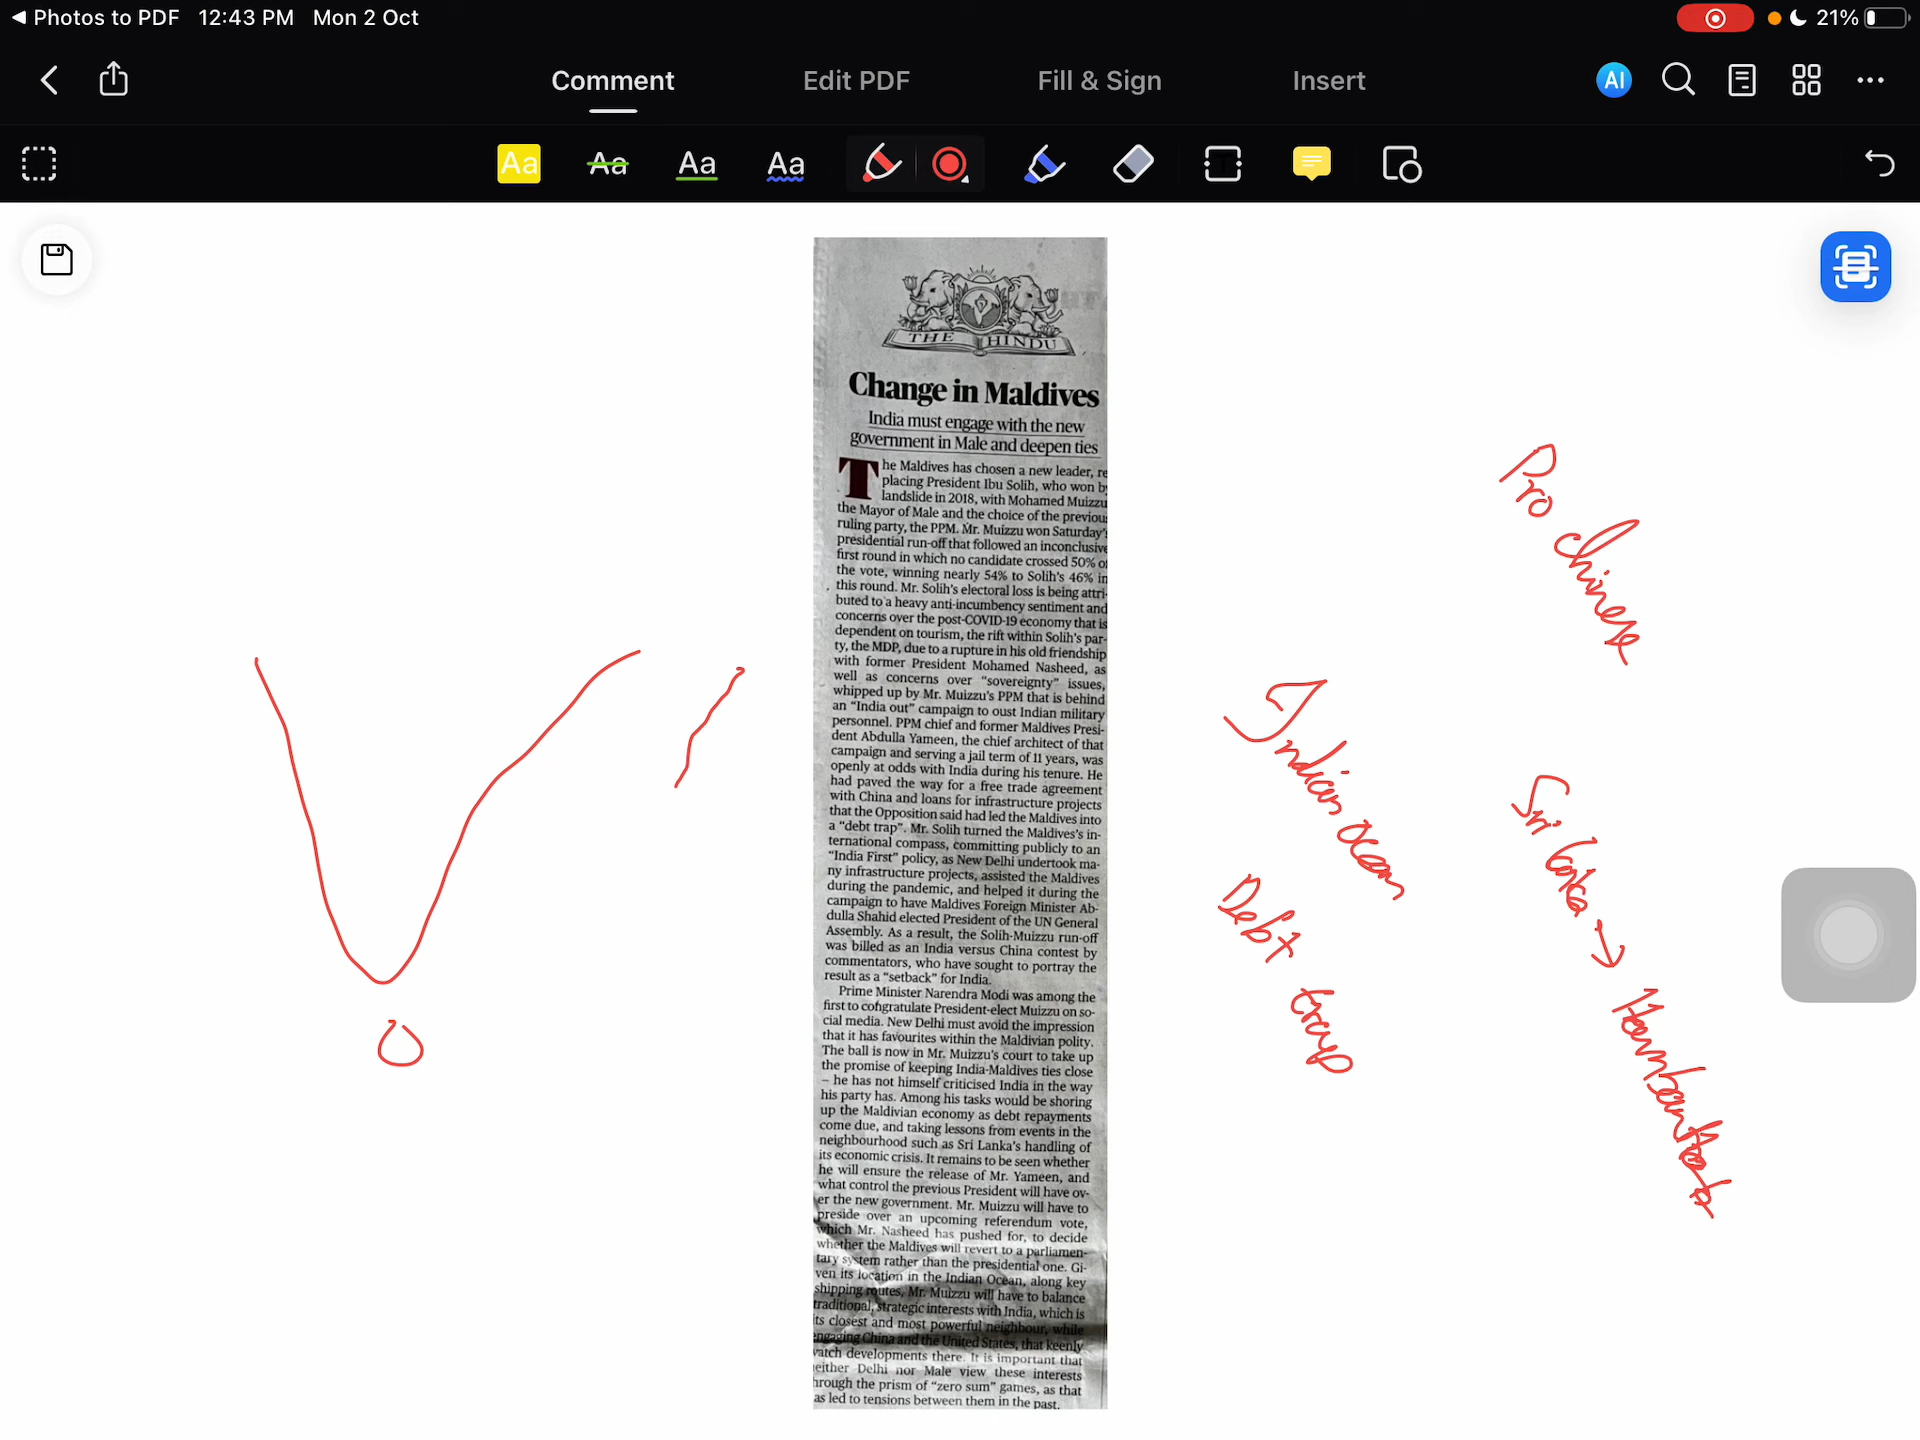 Photos to PDF 12:43 PM Mon 2 Oct 21%
Comment Edit PDF Fill & Sign Insert AI
Aa Aa Aa Aa T
THE HINDU
Change in Maldives
India must engage with the new
government in Male and deepen ties
The Maldives has chosen a new leader, re
placing President Ibu Solih, who won by
landslide in 2018, with Mohamed Muizzu
the Mayor of Male and the choice of the previous
ruling party, the PPM. Mr. Muizzu won Saturday's
presidential run-off that followed an inconclusive
first round in which no candidate crossed 50% of
the vote, winning nearly 54% to Solih's 46% in
this round. Mr. Solih's electoral loss is being attri-
buted to a heavy anti-incumbency sentiment and
concerns over the post-COVID-19 economy that is
dependent on tourism, the rift within Solih's par-
ty, the MDP, due to a rupture in his old friendship
with former President Mohamed Nasheed, as
well as concerns over "sovereignty" issues,
whipped up by Mr. Muizzu's PPM that is behind
an "India out" campaign to oust Indian military
personnel. PPM chief and former Maldives Presi-
dent Abdulla Yameen, the chief architect of that
campaign and serving a jail term of 11 years, was
openly at odds with India during his tenure. He
had paved the way for a free trade agreement
with China and loans for infrastructure projects
that the Opposition said had led the Maldives into
a "debt trap". Mr. Solih turned the Maldives's in-
ternational compass, committing publicly to an
"India First" policy, as New Delhi undertook ma-
ny infrastructure projects, assisted the Maldives
during the pandemic, and helped it during the
campaign to have Maldives Foreign Minister Ab-
dulla Shahid elected President of the UN General
Assembly. As a result, the Solih-Muizzu run-off
was billed as an India versus China contest by
commentators, who have sought to portray the
result as a "setback" for India.
Prime Minister Narendra Modi was among the
first to congratulate President-elect Muizzu on so-
cial media. New Delhi must avoid the impression
that it has favourites within the Maldivian polity.
The ball is now in Mr. Muizzu's court to take up
the promise of keeping India-Maldives ties close
– he has not himself criticised India in the way
his party has. Among his tasks would be shoring
up the Maldivian economy as debt repayments
come due, and taking lessons from events in the
neighbourhood such as Sri Lanka's handling of
its economic crisis. It remains to be seen whether
he will ensure the release of Mr. Yameen, and
what control the previous President will have ov-
er the new government. Mr. Muizzu will have to
preside over an upcoming referendum vote,
which Mr. Nasheed has pushed for, to decide
whether the Maldives will revert to a parliamen-
tary system rather than the presidential one. Gi-
ven its location in the Indian Ocean, along key
shipping routes, Mr. Muizzu will have to balance
traditional, strategic interests with India, which is
its closest and most powerful neighbour, while
engaging China and the United States, that keenly
watch developments there. It is important that
neither Delhi nor Male view these interests
through the prism of "zero sum" games, as that
has led to tensions between them in the past.
Pro chinese
Indian ocean
Sri lanka →
Debt trap